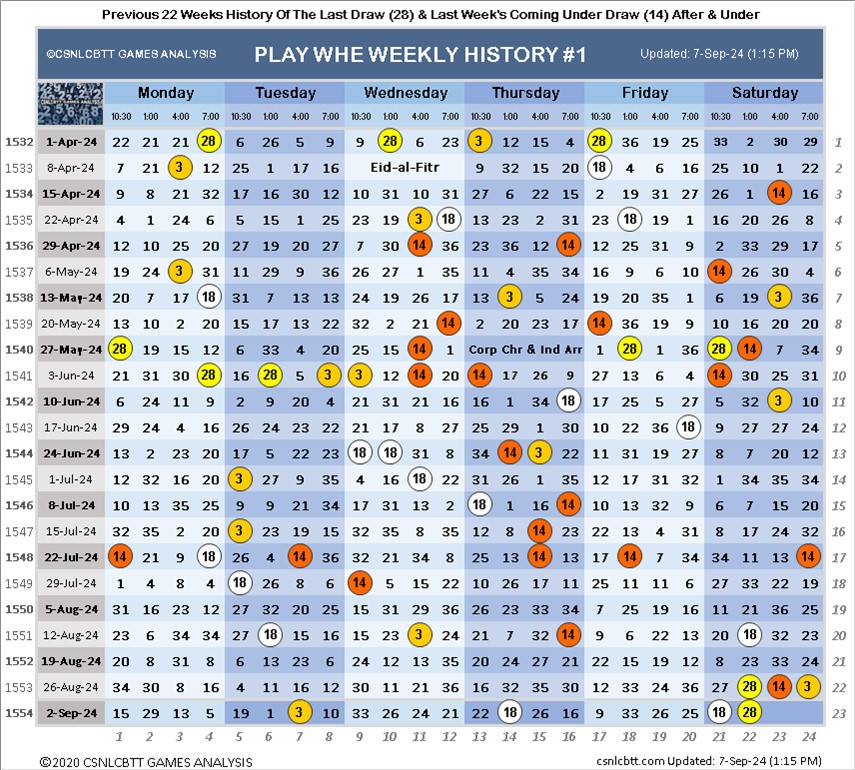 Previous 22 Weeks History Of The Last Draw (28) & Last Week's Coming Under Draw (14) After & Under
©CSNLCBTT GAMES ANALYSIS PLAY WHE WEEKLY HISTORY #1 Updated: 7-Sep-24 (1:15 PM)
Monday Tuesday Wednesday Thursday Friday Saturday
CSNLCBTT GAMES ANALYSIS
10:30 1:00 4:00 7:00 10:30 1:00 4:00 7:00 10:30 1:00 4:00 7:00 10:30 1:00 4:00 7:00 10:30 1:00 4:00 7:00 10:30 1:00 4:00 7:00
1532 1-Apr-24 22 21 21 28 6 26 5 9 9 28 6 23 3 12 15 4 28 36 19 25 33 2 30 29 1
1533 8-Apr-24 7 21 3 12 25 1 17 16 Eid-al-Fitr 9 32 15 20 18 4 6 16 25 10 1 22 2
1534 15-Apr-24 9 8 21 32 17 16 30 12 10 31 10 31 27 6 22 15 2 19 31 27 26 1 14 16 3
1535 22-Apr-24 4 1 24 6 5 15 1 25 23 19 3 18 13 23 2 31 23 18 19 1 16 20 26 8 4
1536 29-Apr-24 12 10 25 20 27 19 20 27 7 30 14 36 23 36 12 14 12 25 31 9 2 33 29 17 5
1537 6-May-24 19 24 3 31 11 29 9 36 26 27 1 35 11 4 35 34 16 9 6 10 14 26 30 4 6
1538 13-May-24 20 7 17 18 31 7 13 13 24 19 26 17 13 3 5 24 19 20 35 1 6 19 3 36 7
1539 20-May-24 13 10 1 20 15 17 13 22 32 2 21 14 2 20 23 17 14 36 19 9 10 16 20 20 8
1540 27-May-24 28 19 15 12 6 33 4 20 25 15 14 1 Corp Chr & Ind Arr 1 28 1 36 28 14 7 34 9
1541 3-Jun-24 21 31 30 28 16 28 5 3 3 12 14 20 14 17 26 9 27 13 6 4 14 30 25 31 10
1542 10-Jun-24 6 24 11 9 2 9 20 4 21 31 21 16 16 1 34 18 17 25 5 27 5 32 3 10 11
1543 17-Jun-24 29 24 4 16 26 24 23 22 21 17 8 27 25 29 1 30 10 22 36 18 9 27 27 24 12
1544 24-Jun-24 13 2 23 20 17 5 22 23 18 18 31 8 34 14 3 2 11 31 19 27 8 7 1 34 13
1545 1-Jul-24 12 32 16 20 3 27 9 35 4 16 18 22 31 26 1 35 12 27 22 25 1 34 35 34 14
1546 8-Jul-24 10 13 35 25 9 9 21 34 17 31 13 2 18 1 16 14 10 13 32 9 6 7 15 20 15
1547 15-Jul-24 32 35 2 20 3 23 19 15 32 35 8 35 12 8 14 23 22 13 4 31 8 17 24 32 16
1548 22-Jul-24 14 21 9 18 26 4 14 36 32 21 34 8 25 13 14 13 17 14 7 24 34 11 13 14 17
1549 29-Jul-24 1 4 8 4 18 26 8 6 14 5 15 22 10 26 17 11 25 11 11 6 27 33 22 19 18
1550 5-Aug-24 31 16 23 12 27 32 20 25 15 31 29 36 26 23 33 34 7 25 19 16 11 21 36 25 19
1551 12-Aug-24 23 6 34 34 27 18 15 16 15 23 3 24 21 7 32 14 9 6 22 13 20 18 32 23 20
1552 19-Aug-24 20 8 31 8 6 13 23 6 24 12 13 35 20 24 27 21 22 15 19 12 8 23 33 24 21
1553 26-Aug-24 34 30 8 16 4 11 16 12 30 11 21 36 16 32 35 30 12 33 24 36 27 28 14 3 22
1554 2-Sep-24 15 29 13 5 19 1 3 10 33 26 24 12 22 18 26 16 9 33 26 25 18 28 23
1 2 3 4 5 6 7 8 9 10 11 12 13 14 15 16 17 18 19 20 21 22 23 24
©2020 CSNLCBTT GAMES ANALYSIS csnlcbtt.com Updated: 7-Sep-24 (1:15 PM)